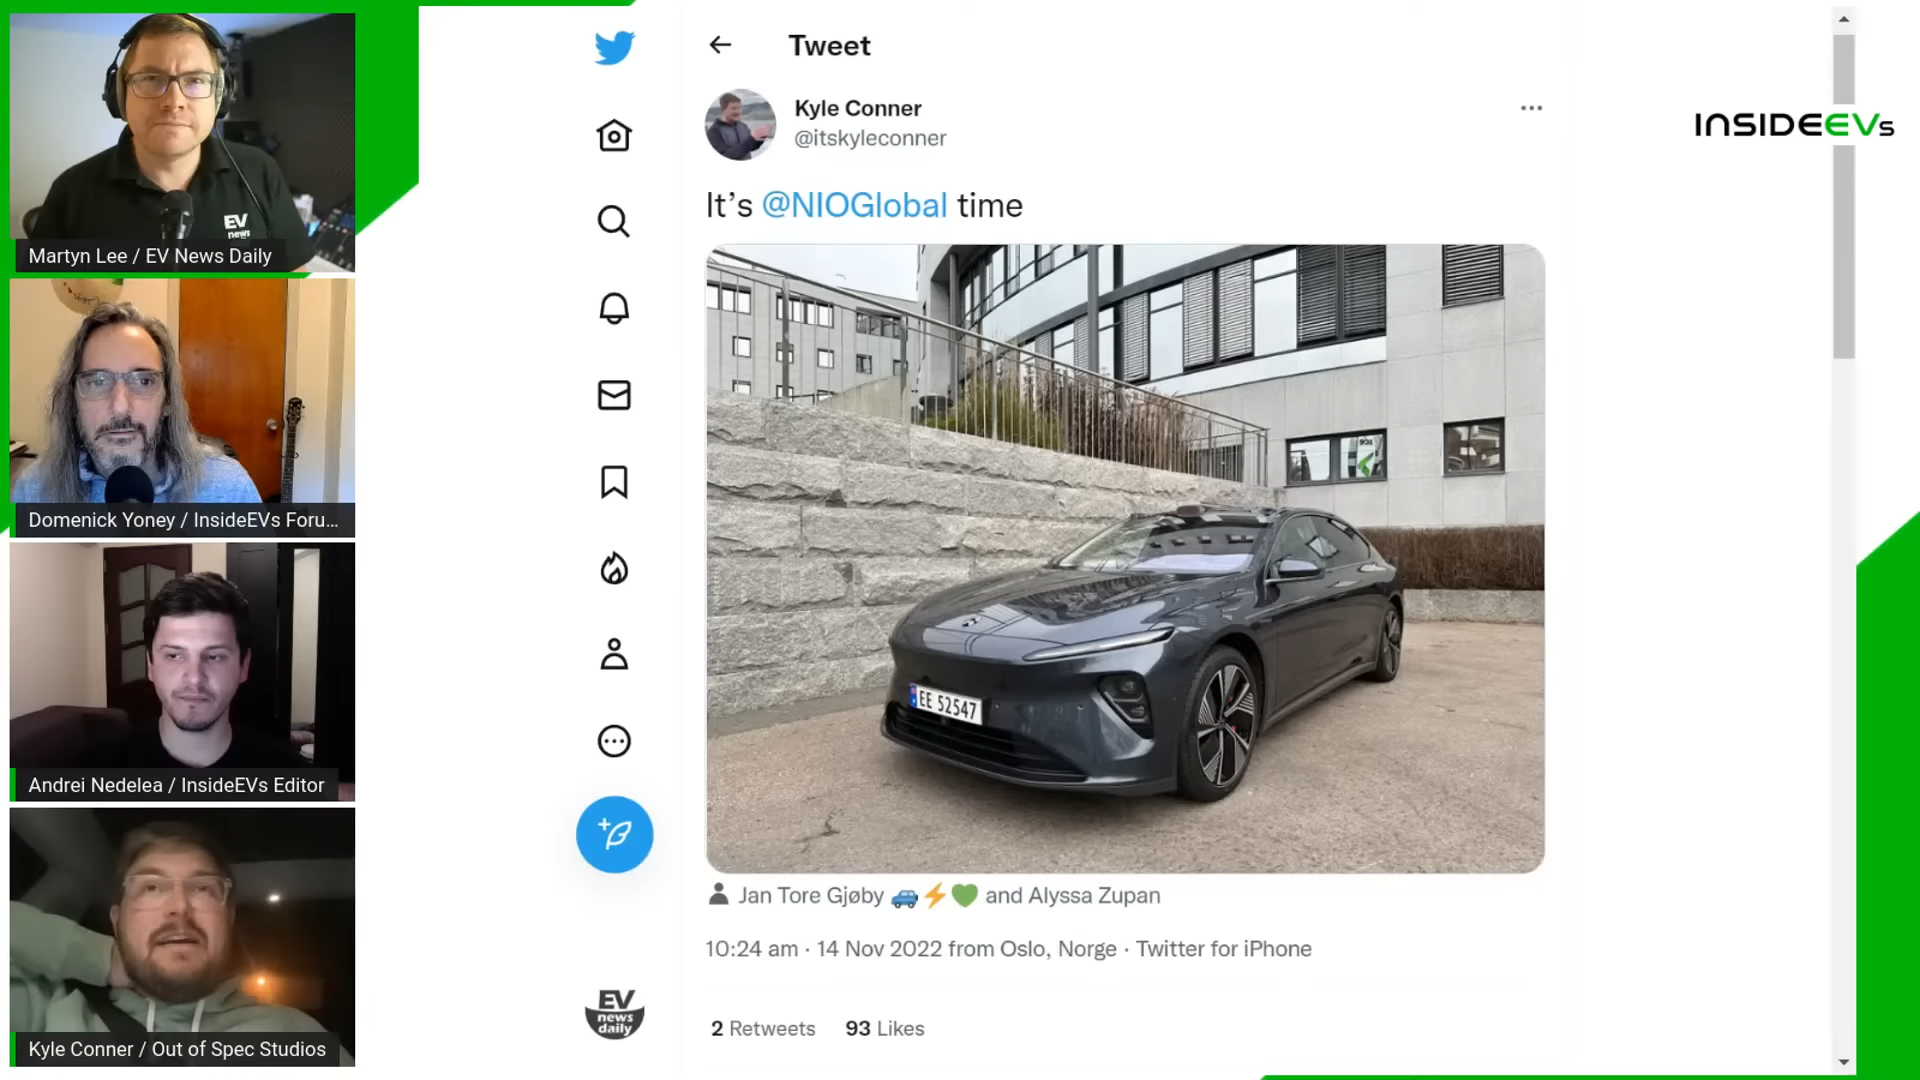 EV
news
Martyn Lee / EV News Daily
Domenick Yoney / InsideEVs Foru...
Andrei Nedelea / InsideEVs Editor
Kyle Conner / Out of Spec Studios
EV
news
daily
Tweet
Kyle Conner
@itskyleconner
It's @NIOGlobal time
EE 52547
Jan Tore Gjøby 🚙⚡💚 and Alyssa Zupan
10:24 am · 14 Nov 2022 from Oslo, Norge · Twitter for iPhone
2 Retweets 93 Likes
INSIDEEVs